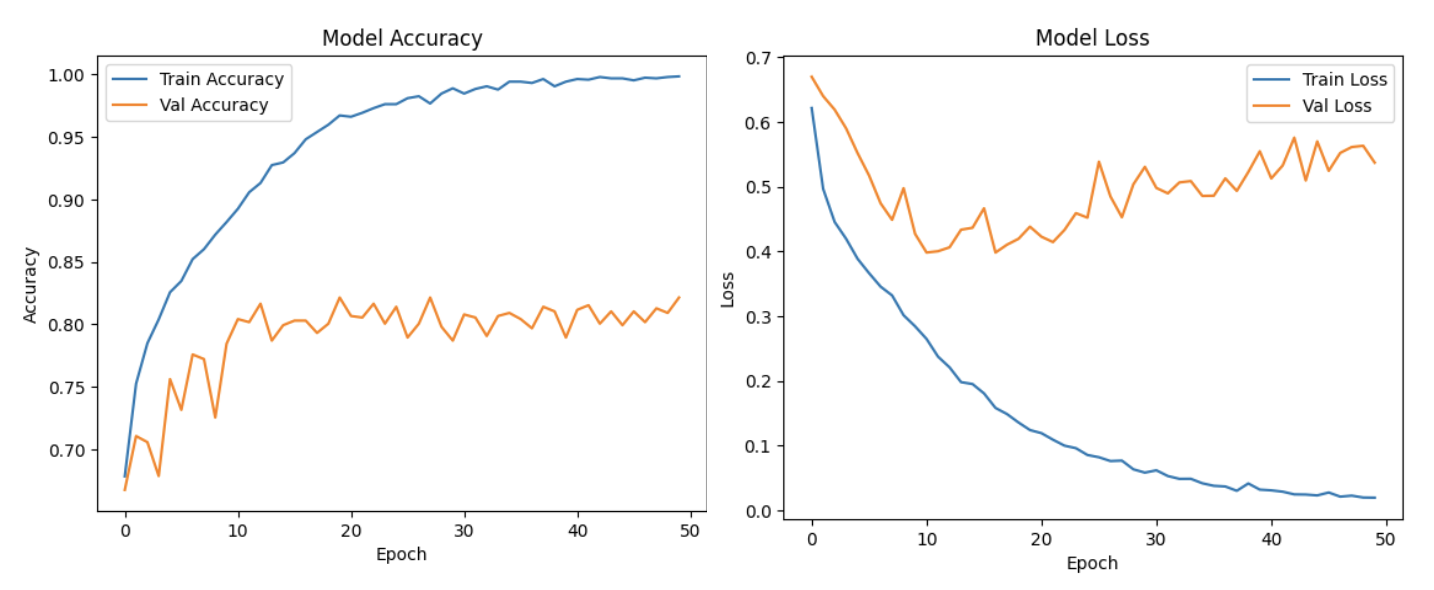 Model Accuracy
Train Accuracy
Val Accuracy
1.00
0.95
0.90
0.85
0.80
0.75
0.70
Accuracy
0
10
20
30
40
50
Epoch
Model Loss
Train Loss
Val Loss
0.7
0.6
0.5
0.4
0.3
0.2
0.1
0.0
Loss
0
10
20
30
40
50
Epoch